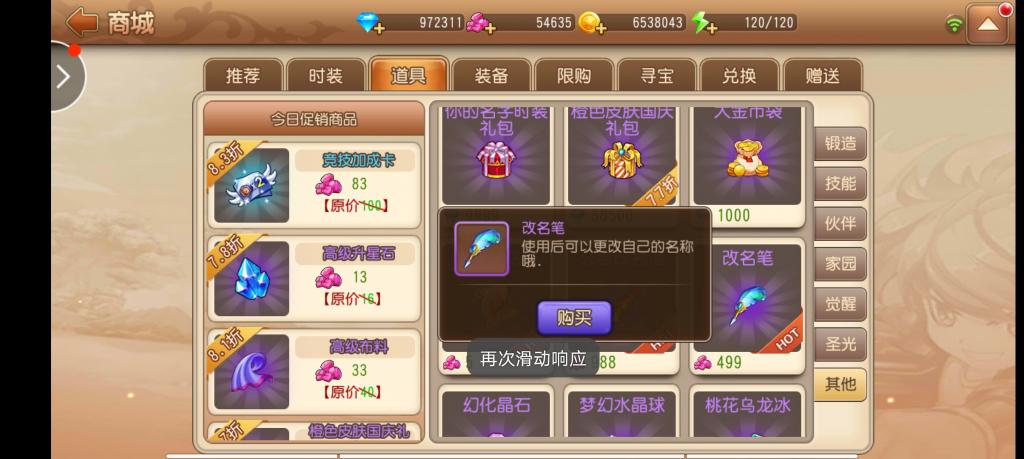 商城
972311
54635
6538043
120/120
推荐
时装
道具
装备
限购
寻宝
兑换
赠送
今日促销商品
8.3折
竞技加成卡
2
83
【原价100】
7.8折
高级升星石
13
【原价16】
8.1折
高级布料
33
【原价40】
橙色皮肤国庆礼
你的名字时装
礼包
橙色皮肤国庆
礼包
77折
大金币袋
1000
改名笔
使用后可以更改自己的名称
哦.
购买
改名笔
HOT
499
再次滑动响应
幻化晶石
梦幻水晶球
桃花乌龙冰
锻造
技能
伙伴
家园
觉醒
圣光
其他